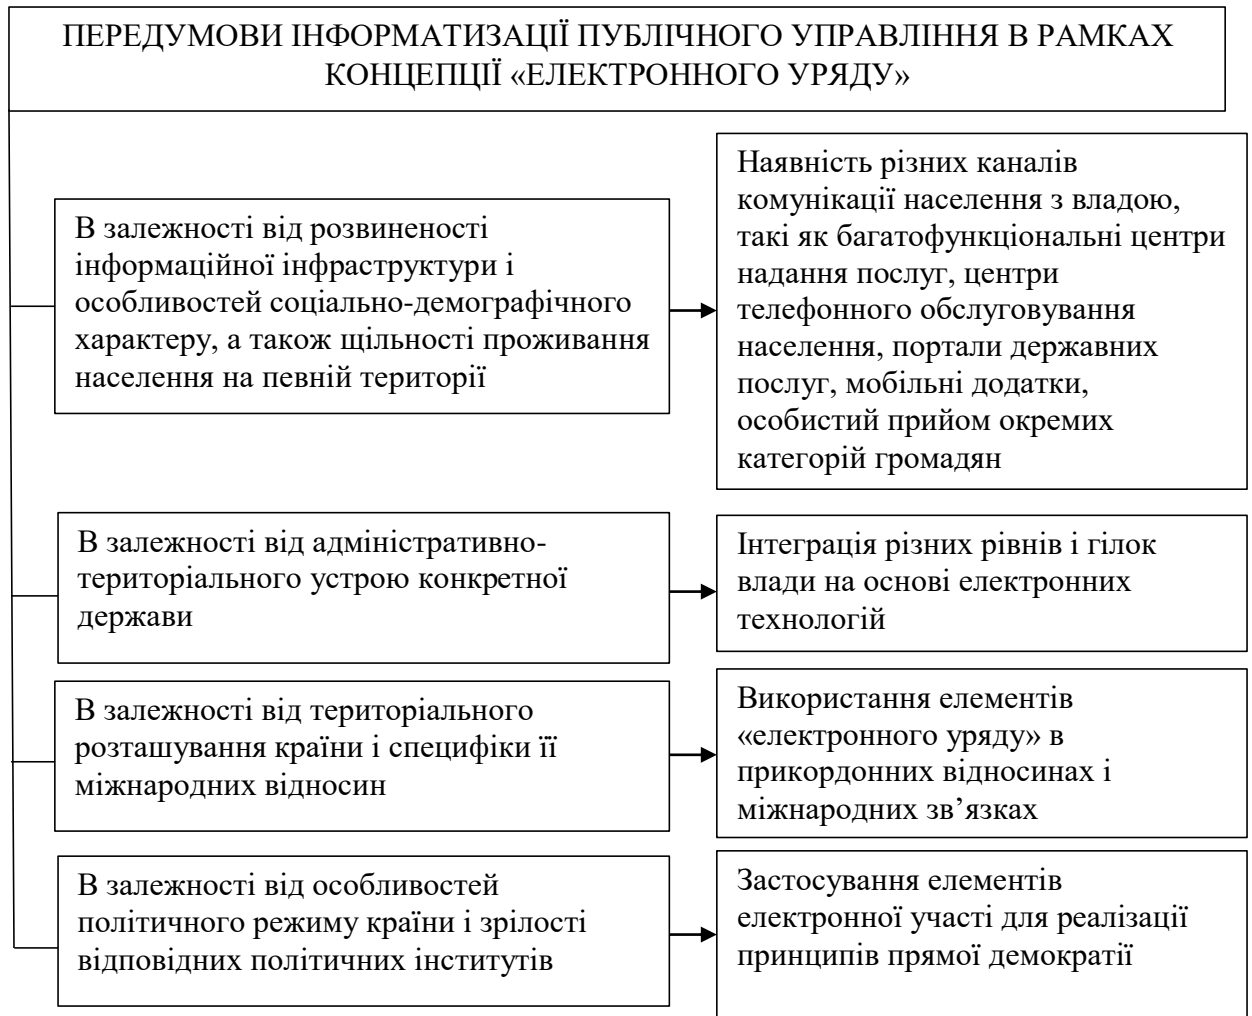 ПЕРЕДУМОВИ ІНФОРМАТИЗАЦІЇ ПУБЛІЧНОГО УПРАВЛІННЯ В РАМКАХ
КОНЦЕПЦІЇ «ЕЛЕКТРОННОГО УРЯДУ»
В залежності від розвиненості
інформаційної інфраструктури і
особливостей соціально-демографічного
характеру, а також щільності проживання
населення на певній території
Наявність різних каналів
комунікації населення з владою,
такі як багатофункціональні центри
надання послуг, центри
телефонного обслуговування
населення, портали державних
послуг, мобільні додатки,
особистий прийом окремих
категорій громадян
В залежності від адміністративно-
територіального устрою конкретної
держави
Інтеграція різних рівнів і гілок
влади на основі електронних
технологій
В залежності від територіального
розташування країни і специфіки її
міжнародних відносин
Використання елементів
«електронного уряду» в
прикордонних відносинах і
міжнародних зв’язках
В залежності від особливостей
політичного режиму країни і зрілості
відповідних політичних інститутів
Застосування елементів
електронної участі для реалізації
принципів прямої демократії